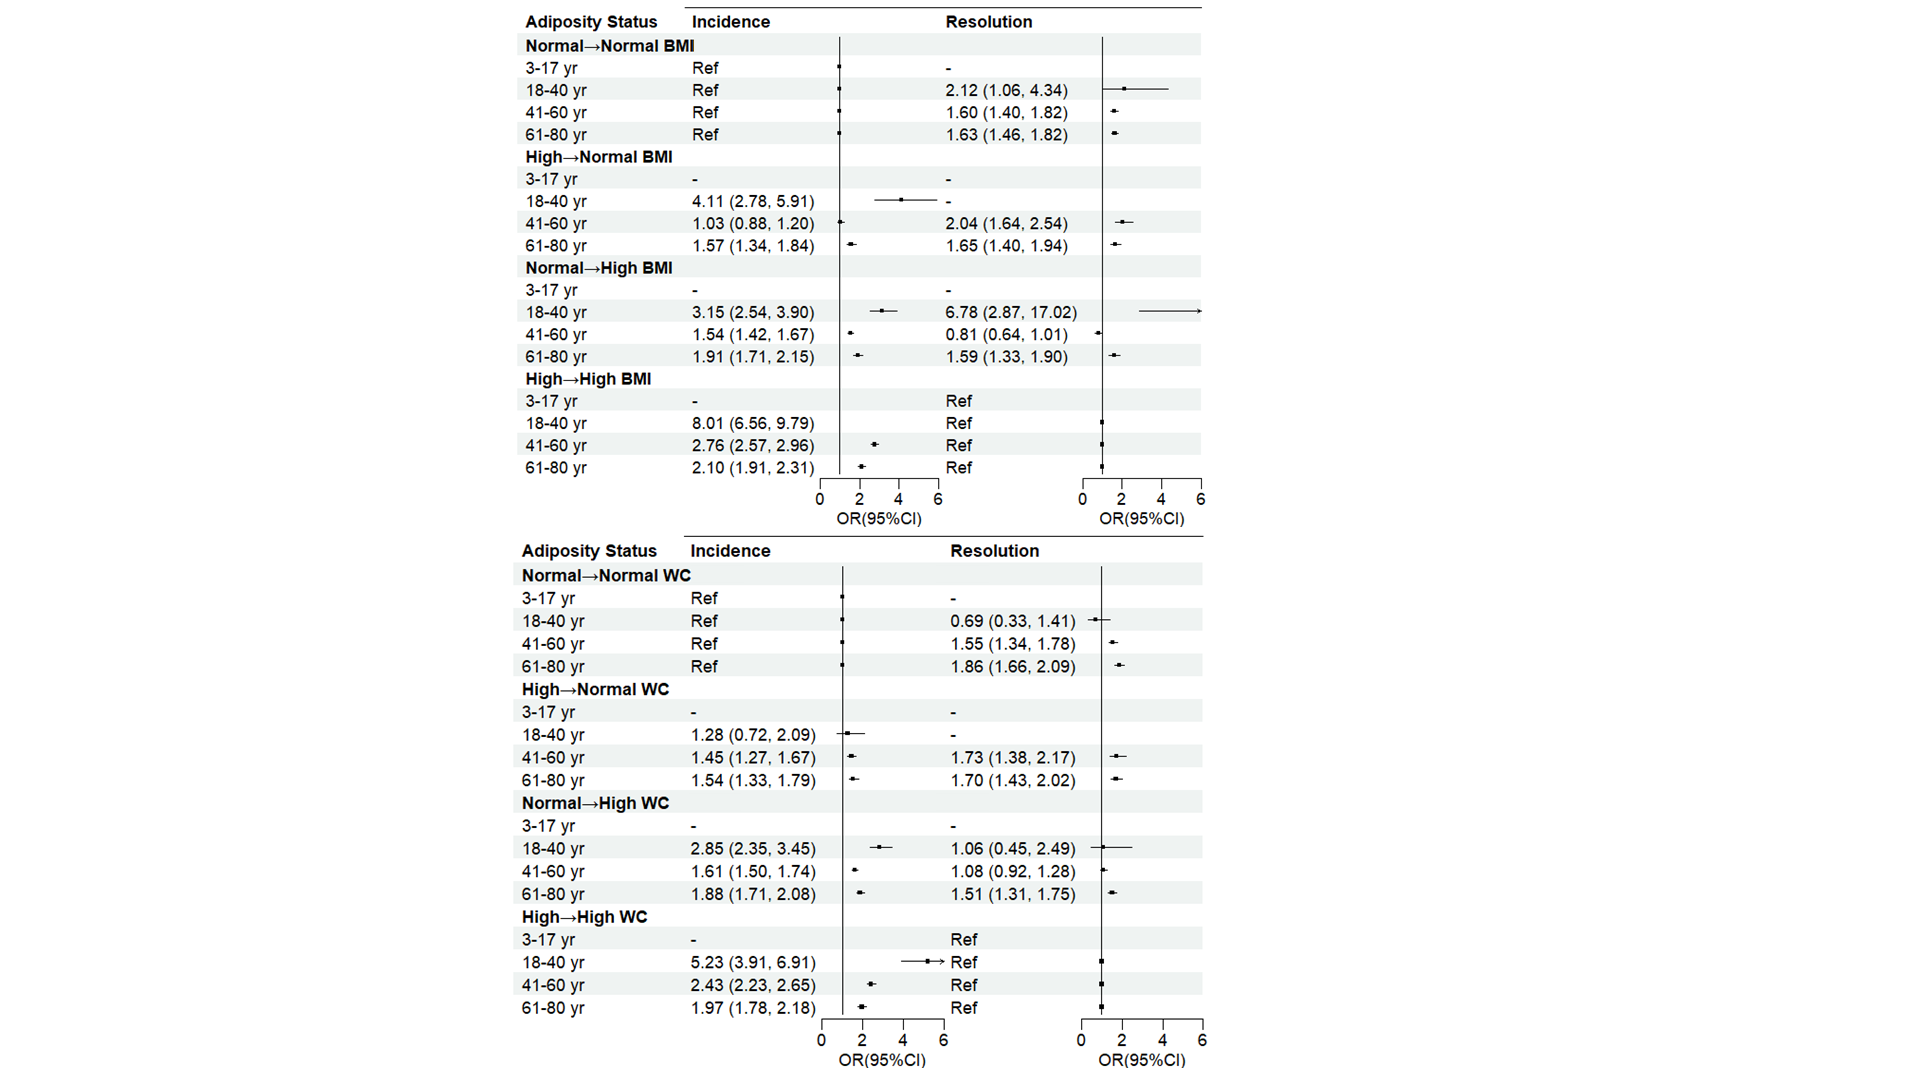 Adiposity Status Incidence Resolution
Normal→Normal BMI
3-17 yr Ref -
18-40 yr Ref 2.12 (1.06, 4.34)
41-60 yr Ref 1.60 (1.40, 1.82)
61-80 yr Ref 1.63 (1.46, 1.82)
High→Normal BMI
3-17 yr - -
18-40 yr 4.11 (2.78, 5.91) -
41-60 yr 1.03 (0.88, 1.20) 2.04 (1.64, 2.54)
61-80 yr 1.57 (1.34, 1.84) 1.65 (1.40, 1.94)
Normal→High BMI
3-17 yr - -
18-40 yr 3.15 (2.54, 3.90) 6.78 (2.87, 17.02)
41-60 yr 1.54 (1.42, 1.67) 0.81 (0.64, 1.01)
61-80 yr 1.91 (1.71, 2.15) 1.59 (1.33, 1.90)
High→High BMI
3-17 yr - Ref
18-40 yr 8.01 (6.56, 9.79) Ref
41-60 yr 2.76 (2.57, 2.96) Ref
61-80 yr 2.10 (1.91, 2.31) Ref
0 2 4 6 0 2 4 6
OR(95%CI) OR(95%CI)
Adiposity Status Incidence Resolution
Normal→Normal WC
3-17 yr Ref -
18-40 yr Ref 0.69 (0.33, 1.41)
41-60 yr Ref 1.55 (1.34, 1.78)
61-80 yr Ref 1.86 (1.66, 2.09)
High→Normal WC
3-17 yr - -
18-40 yr 1.28 (0.72, 2.09) -
41-60 yr 1.45 (1.27, 1.67) 1.73 (1.38, 2.17)
61-80 yr 1.54 (1.33, 1.79) 1.70 (1.43, 2.02)
Normal→High WC
3-17 yr - -
18-40 yr 2.85 (2.35, 3.45) 1.06 (0.45, 2.49)
41-60 yr 1.61 (1.50, 1.74) 1.08 (0.92, 1.28)
61-80 yr 1.88 (1.71, 2.08) 1.51 (1.31, 1.75)
High→High WC
3-17 yr - Ref
18-40 yr 5.23 (3.91, 6.91) Ref
41-60 yr 2.43 (2.23, 2.65) Ref
61-80 yr 1.97 (1.78, 2.18) Ref
0 2 4 6 0 2 4 6
OR(95%CI) OR(95%CI)